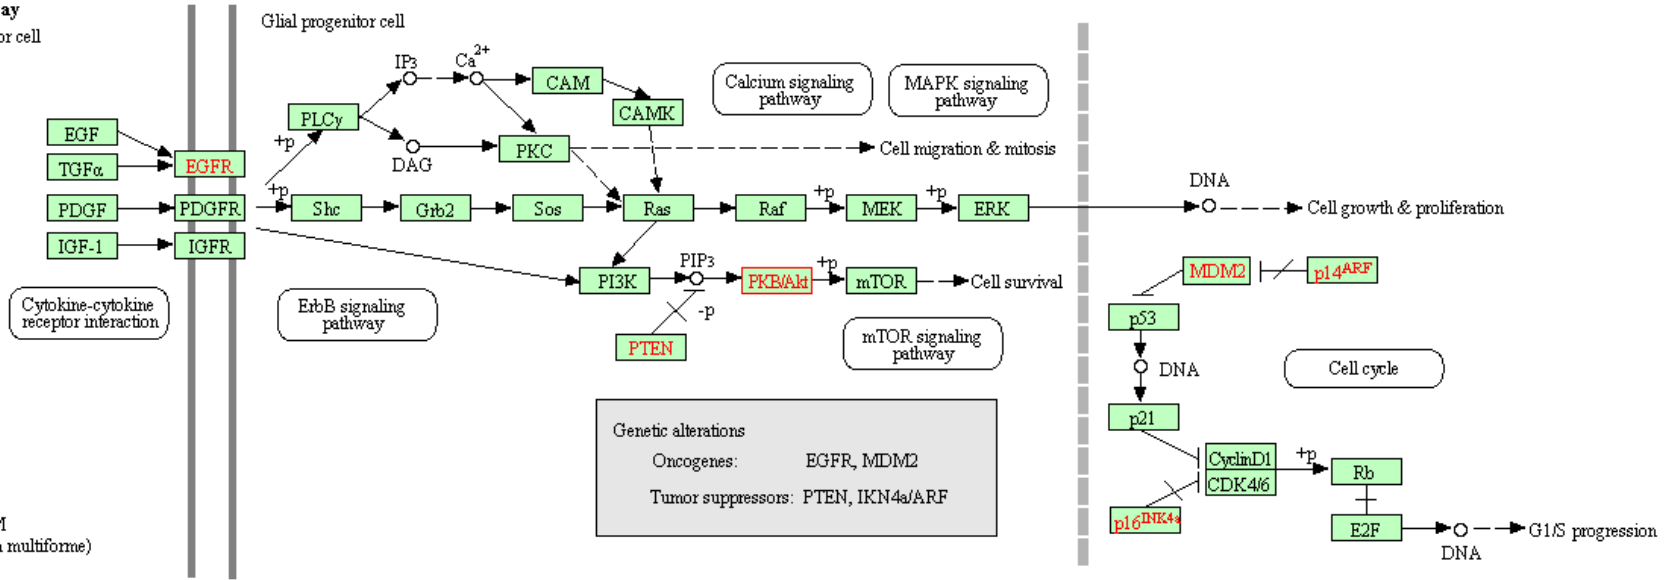 ay
or cell
Glial progenitor cell
IP3
Ca2+
CAM
Calcium signaling
pathway
MAPK signaling
pathway
CAMK
PLCγ
EGF
+p
DAG
PKC
Cell migration & mitosis
TGFα
EGFR
+p
DNA
PDGF
PDGFR
Shc
Grb2
Sos
Ras
Raf
+p
MEK
+p
ERK
Cell growth & proliferation
IGF-1
IGFR
PIP3
+p
PI3K
PKB/Akt
mTOR
Cell survival
MDM2
p14ARF
Cytokine-cytokine
receptor interaction
ErbB signaling
pathway
-p
PTEN
mTOR signaling
pathway
p53
DNA
Cell cycle
p21
Genetic alterations
Oncogenes: EGFR, MDM2
Tumor suppressors: PTEN, IKN4a/ARF
CyclinD1
CDK4/6
+p
Rb
p16INK4a
E2F
DNA
G1/S progression
M
multiforme)